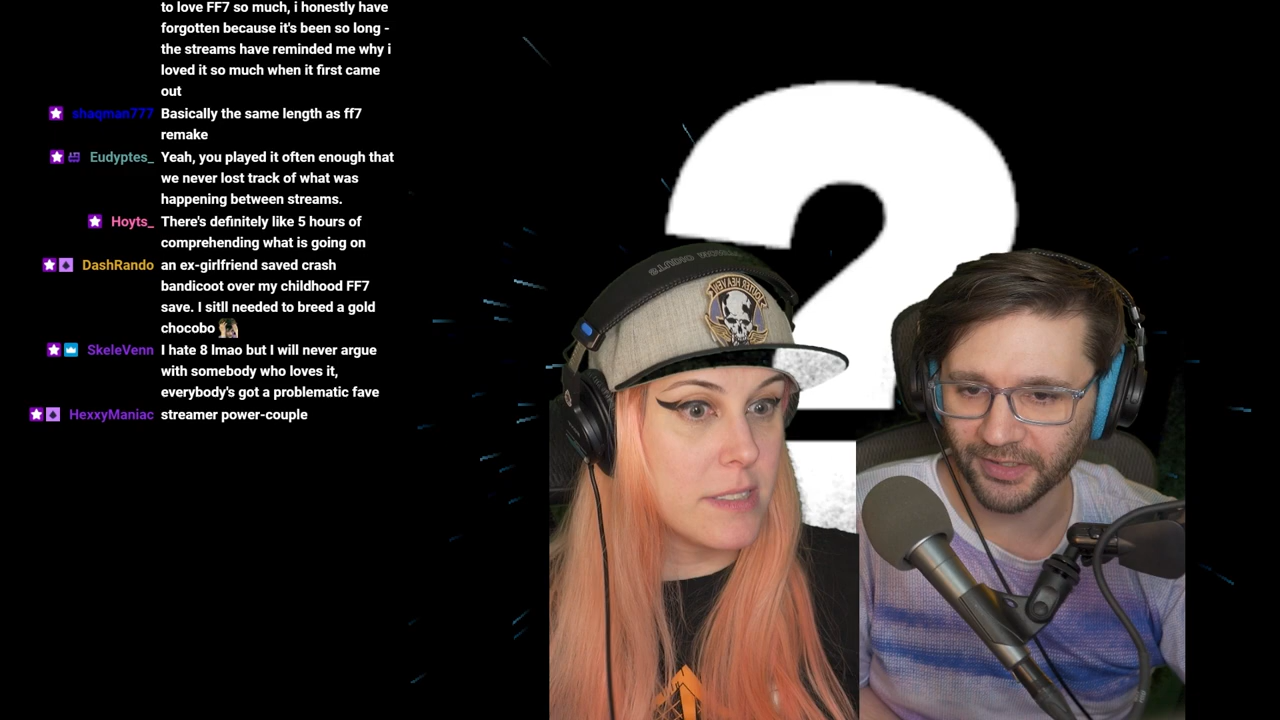 to love FF7 so much, i honestly have
forgotten because it's been so long -
the streams have reminded me why i
loved it so much when it first came
out
shaqman777 Basically the same length as ff7
remake
Eudyptes_ Yeah, you played it often enough that
we never lost track of what was
happening between streams.
Hoyts_ There's definitely like 5 hours of
comprehending what is going on
DashRando an ex-girlfriend saved crash
bandicoot over my childhood FF7
save. I sitll needed to breed a gold
chocobo
SkeleVenn I hate 8 lmao but I will never argue
with somebody who loves it,
everybody's got a problematic fave
HexxyManiac streamer power-couple
?